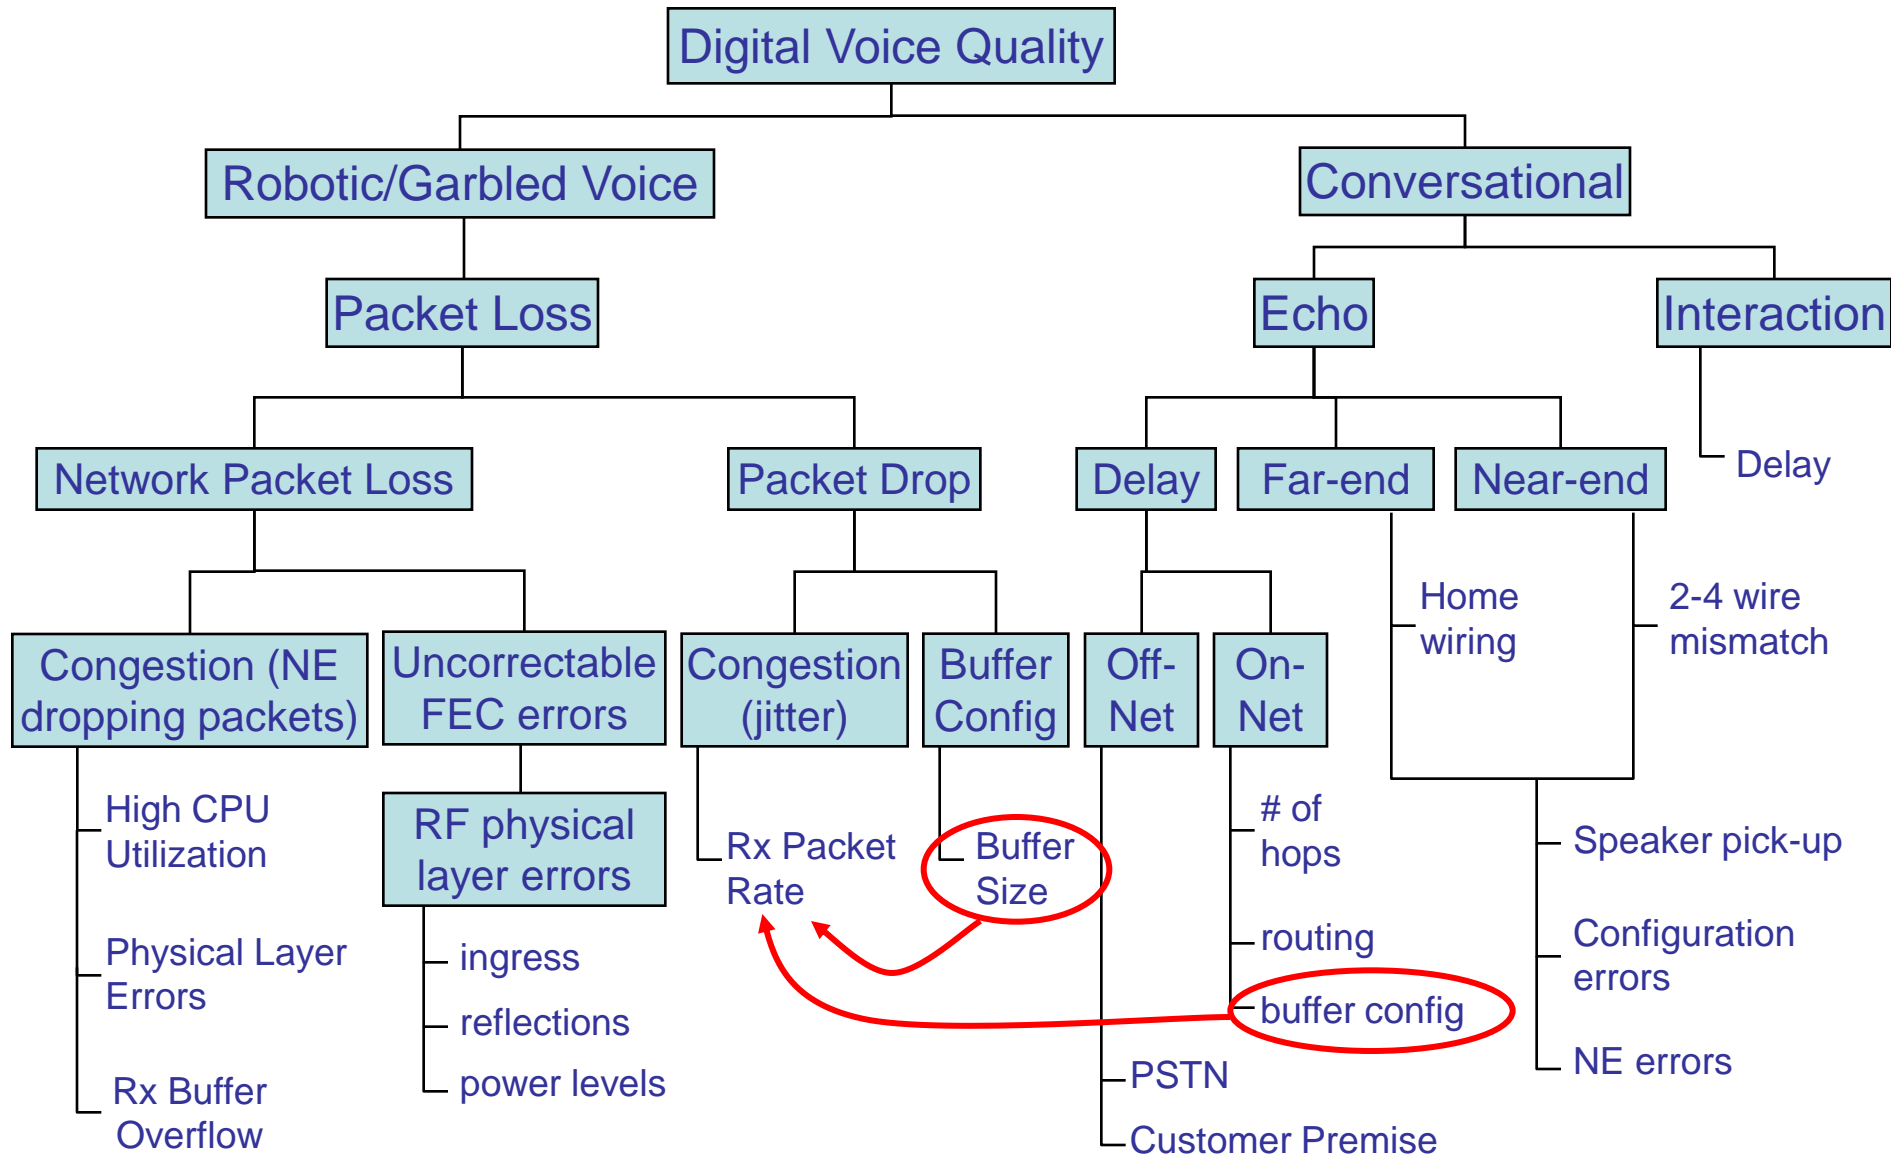 Digital Voice Quality
Robotic/Garbled Voice
Conversational
Packet Loss
Echo
Interaction
Network Packet Loss
Packet Drop
Delay
Far-end
Near-end
Delay
Home
wiring
2-4 wire
mismatch
Congestion (NE
dropping packets)
Uncorrectable
FEC errors
Congestion
(jitter)
Buffer
Config
Off-
Net
On-
Net
High CPU
Utilization
Physical Layer
Errors
Rx Buffer
Overflow
RF physical
layer errors
ingress
reflections
power levels
Rx Packet
Rate
Buffer
Size
# of
hops
routing
buffer config
PSTN
Customer Premise
Speaker pick-up
Configuration
errors
NE errors